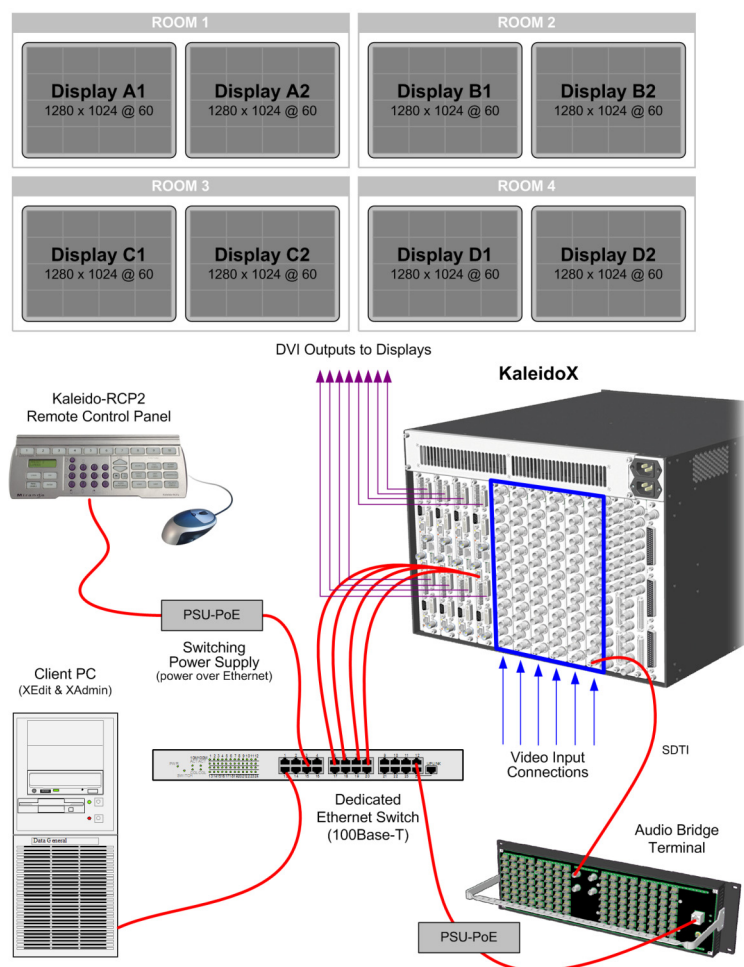 ROOM 1
ROOM 2
Display A1
1280 x 1024 @ 60
Display A2
1280 x 1024 @ 60
Display B1
1280 x 1024 @ 60
Display B2
1280 x 1024 @ 60
ROOM 3
ROOM 4
Display C1
1280 x 1024 @ 60
Display C2
1280 x 1024 @ 60
Display D1
1280 x 1024 @ 60
Display D2
1280 x 1024 @ 60
DVI Outputs to Displays
KaleidoX
Kaleido-RCP2
Remote Control Panel
PSU-PoE
Switching
Power Supply
(power over Ethernet)
Client PC
(XEdit & XAdmin)
Video Input
Connections
SDTI
Dedicated
Ethernet Switch
(100Base-T)
Audio Bridge
Terminal
Data General
PSU-PoE